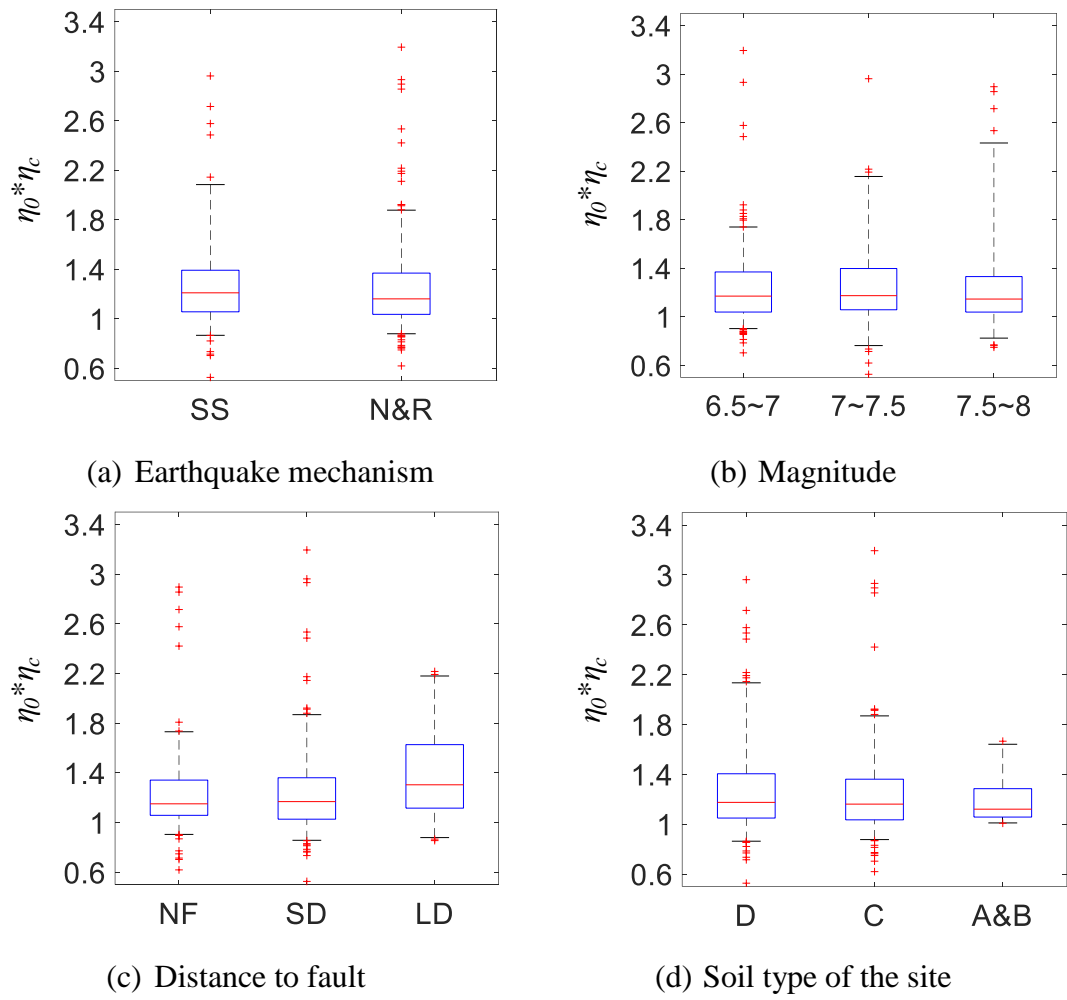 3.4
3
2.6
2.2
1.8
1.4
1
0.6
η0*ηc
SS N&R
(a) Earthquake mechanism
3.4
3
2.6
2.2
1.8
1.4
1
0.6
η0*ηc
6.5~7 7~7.5 7.5~8
(b) Magnitude
3.4
3
2.6
2.2
1.8
1.4
1
0.6
η0*ηc
NF SD LD
(c) Distance to fault
3.4
3
2.6
2.2
1.8
1.4
1
0.6
η0*ηc
D C A&B
(d) Soil type of the site